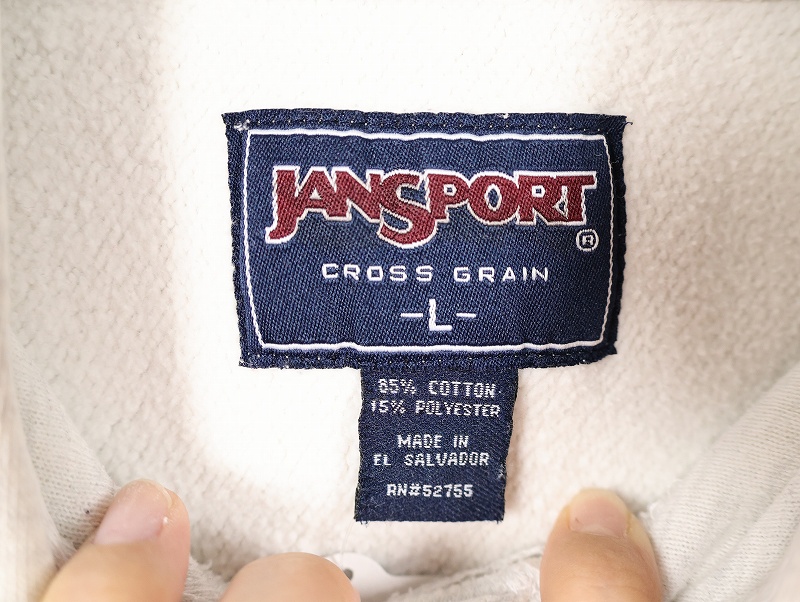 JANSPORT®
CROSS GRAIN
-L-
85% COTTON
15% POLYESTER
MADE IN
EL SALVADOR
RN#52755